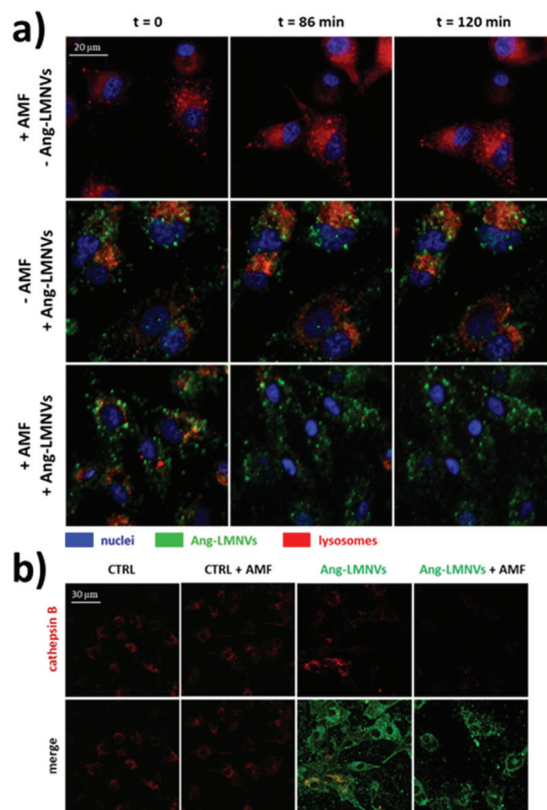 a)
t = 0 t = 86 min t = 120 min
20 µm
+ AMF
- Ang-LMNVs
- AMF
+ Ang-LMNVs
+ AMF
+ Ang-LMNVs
nuclei Ang-LMNVs lysosomes
b)
CTRL CTRL + AMF Ang-LMNVs Ang-LMNVs + AMF
30 µm
cathepsin B
merge